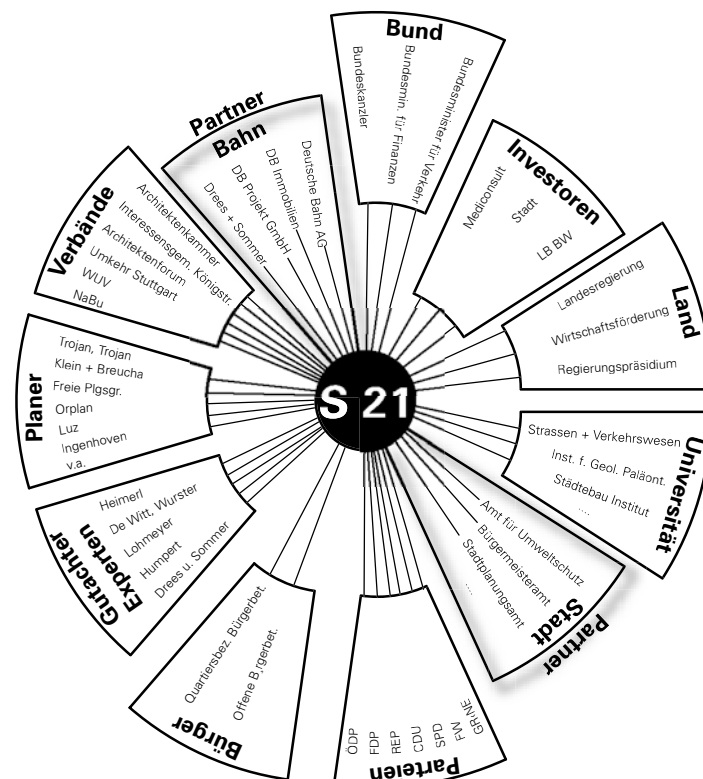 S 21
Bund
Bundeskanzler
Bundesmin. für Finanzen
Bundesminister für Verkehr
Investoren
Mediconsult
Stadt
LB BW
Land
Landesregierung
Wirtschaftsförderung
Regierungspräsidium
Universität
Strassen + Verkehrswesen
Inst. f. Geol. Paläont.
Städtebau Institut
....
Partner
Stadt
Amt für Umweltschutz
Bürgermeisteramt
Stadtplanungsamt
....
Parteien
ÖDP
FDP
REP
CDU
SPD
FW
GR‹NE
Bürger
Quartiersbez. Bürgerbet.
Offene B‚rgerbet.
Gutachter
Experten
Heimerl
De Witt, Wurster
Lohmeyer
Humpert
Drees u. Sommer
Planer
Trojan, Trojan
Klein + Breucha
Freie Plgsgr.
Orplan
Luz
Ingenhoven
v.a.
Verbände
Architektenkammer
Interessensgem. Königstr.
Architektenforum
Umkehr Stuttgart
WUV
NaBu
Partner
Bahn
Drees + Sommer
DB Projekt GmbH
DB Immobilien
Deutsche Bahn AG